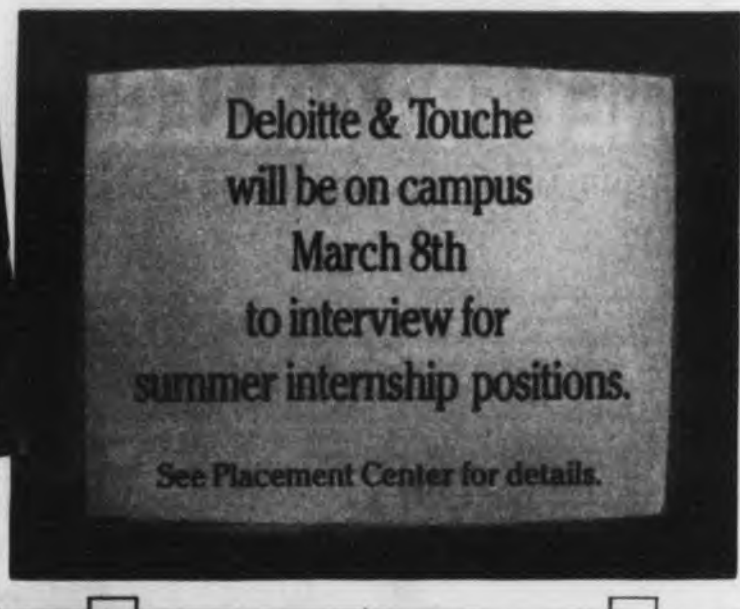 Deloitte & Touche
will be on campus
March 8th
to interview for
summer internship positions.
See Placement Center for details.